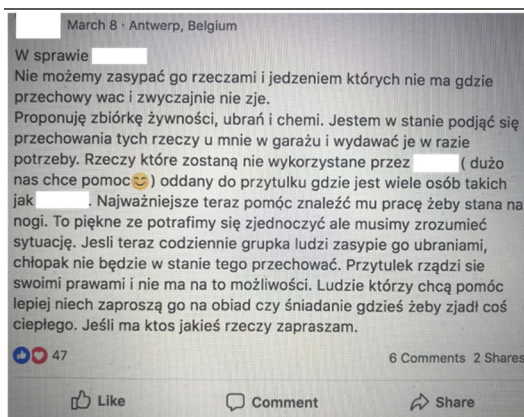 March 8 · Antwerp, Belgium
W sprawie
Nie możemy zasypać go rzeczami i jedzeniem których nie ma gdzie
przechowy wac i zwyczajnie nie zje.
Proponuję zbiórkę żywności, ubrań i chemi. Jestem w stanie podjąć się
przechowania tych rzeczy u mnie w garażu i wydawać je w razie
potrzeby. Rzeczy które zostaną nie wykorzystane przez ( dużo
nas chce pomoc😊) oddany do przytulku gdzie jest wiele osób takich
jak . Najważniejsze teraz pomóc znaleźć mu pracę żeby stana na
nogi. To piękne ze potrafimy się zjednoczyć ale musimy zrozumieć
sytuację. Jesli teraz codziennie grupka ludzi zasypie go ubraniami,
chłopak nie będzie w stanie tego przechować. Przytulek rządzi sie
swoimi prawami i nie ma na to możliwości. Ludzie którzy chcą pomóc
lepiej niech zaproszą go na obiad czy śniadanie gdzieś żeby zjadł coś
ciepłego. Jeśli ma ktos jakieś rzeczy zapraszam.
47
6 Comments 2 Shares
Like Comment Share